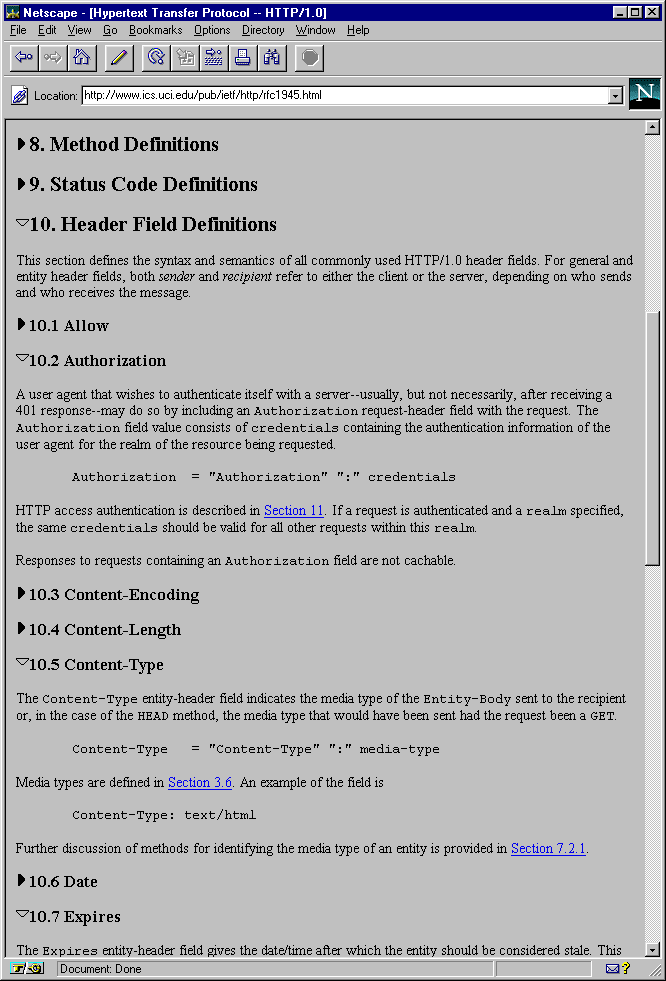 Netscape - [Hypertext Transfer Protocol -- HTTP/1.0]
File Edit View Go Bookmarks Options Directory Window Help
Location: http://www.ics.uci.edu/pub/ietf/http/rfc1945.html
N
8. Method Definitions
9. Status Code Definitions
10. Header Field Definitions
This section defines the syntax and semantics of all commonly used HTTP/1.0 header fields. For general and
entity header fields, both sender and recipient refer to either the client or the server, depending on who sends
and who receives the message.
10.1 Allow
10.2 Authorization
A user agent that wishes to authenticate itself with a server--usually, but not necessarily, after receiving a
401 response--may do so by including an Authorization request-header field with the request. The
Authorization field value consists of credentials containing the authentication information of the
user agent for the realm of the resource being requested.
Authorization = "Authorization" ":" credentials
HTTP access authentication is described in Section 11. If a request is authenticated and a realm specified,
the same credentials should be valid for all other requests within this realm.
Responses to requests containing an Authorization field are not cachable.
10.3 Content-Encoding
10.4 Content-Length
10.5 Content-Type
The Content-Type entity-header field indicates the media type of the Entity-Body sent to the recipient
or, in the case of the HEAD method, the media type that would have been sent had the request been a GET.
Content-Type = "Content-Type" ":" media-type
Media types are defined in Section 3.6. An example of the field is
Content-Type: text/html
Further discussion of methods for identifying the media type of an entity is provided in Section 7.2.1.
10.6 Date
10.7 Expires
The Expires entity-header field gives the date/time after which the entity should be considered stale. This
Document: Done
?